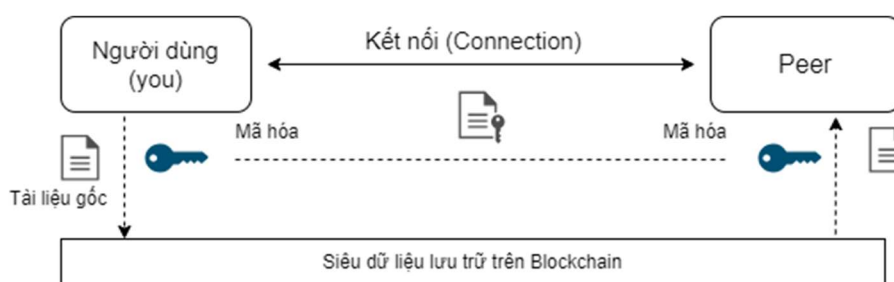 Người dùng
(you)
Kết nối (Connection)
Peer
Mã hóa
Mã hóa
Tài liệu gốc
Siêu dữ liệu lưu trữ trên Blockchain